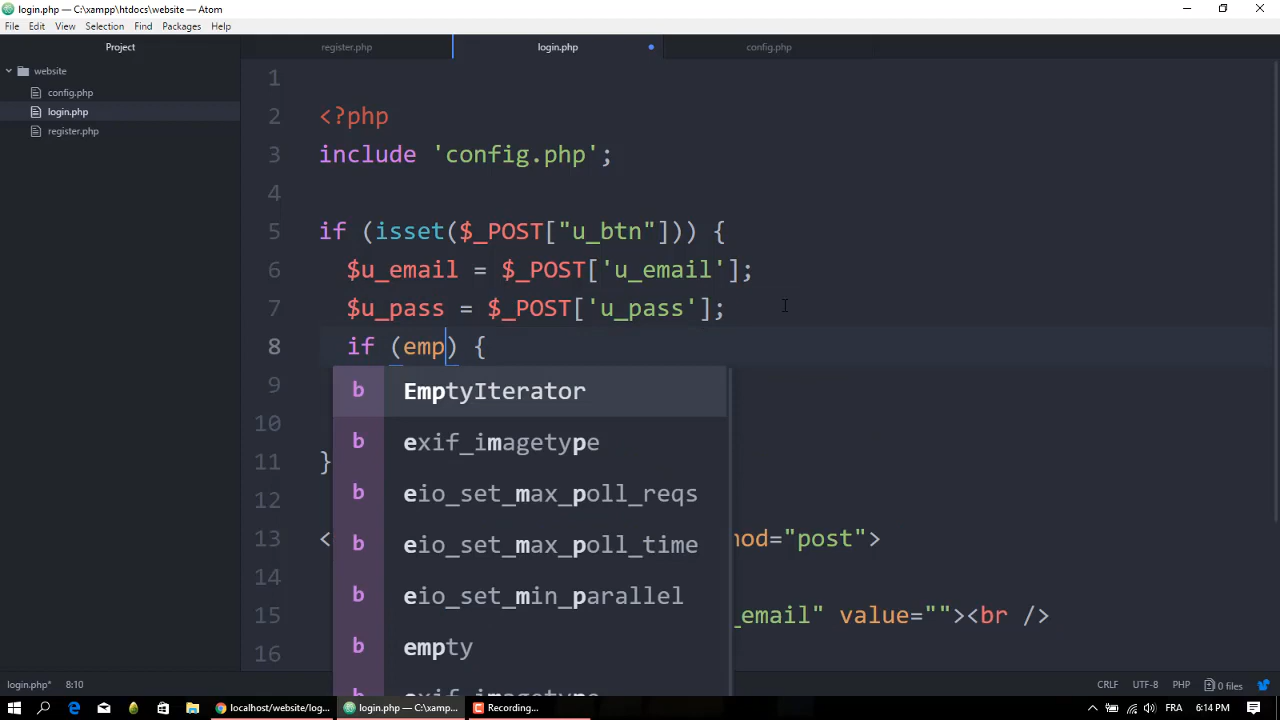 login.php — C:\xampp\htdocs\website — Atom
File Edit View Selection Find Packages Help
Project register.php login.php config.php
website
config.php
login.php
register.php
1
2 <?php
3 include 'config.php';
4
5 if (isset($_POST["u_btn"])) {
6 $u_email = $_POST['u_email'];
7 $u_pass = $_POST['u_pass'];
8 if (emp) {
9 b EmptyIterator
10 b exif_imagetype
11 }
12 b eio_set_max_poll_reqs
13 < b eio_set_max_poll_time hod="post">
14 b eio_set_min_parallel
15 _email" value=""><br />
16 b empty
b exif_imagetype
login.php* 8:10 CRLF UTF-8 PHP 0 files
localhost/website/log... login.php — C:\xa... Recording... FRA 6:14 PM